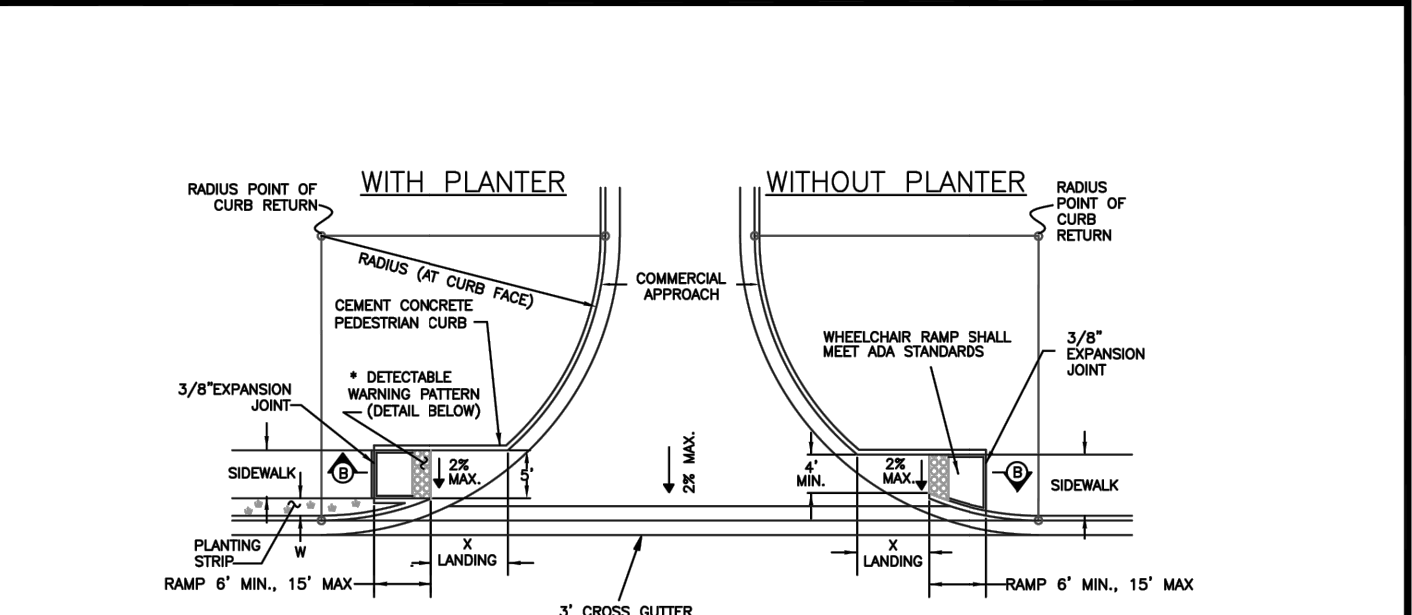 WITH PLANTER
WITHOUT PLANTER
RADIUS POINT OF
CURB RETURN
RADIUS
POINT OF
CURB
RETURN
RADIUS (AT CURB FACE)
COMMERCIAL
APPROACH
CEMENT CONCRETE
PEDESTRIAN CURB
WHEELCHAIR RAMP SHALL
MEET ADA STANDARDS
3/8"
EXPANSION
JOINT
* DETECTABLE
WARNING PATTERN
(DETAIL BELOW)
3/8"EXPANSION
JOINT
SIDEWALK
B
2%
MAX.
5'
2% MAX.
4'
MIN.
2%
MAX.
B
SIDEWALK
PLANTING
STRIP
W
X
LANDING
X
LANDING
RAMP 6' MIN., 15' MAX
RAMP 6' MIN., 15' MAX
3' CROSS GUTTER